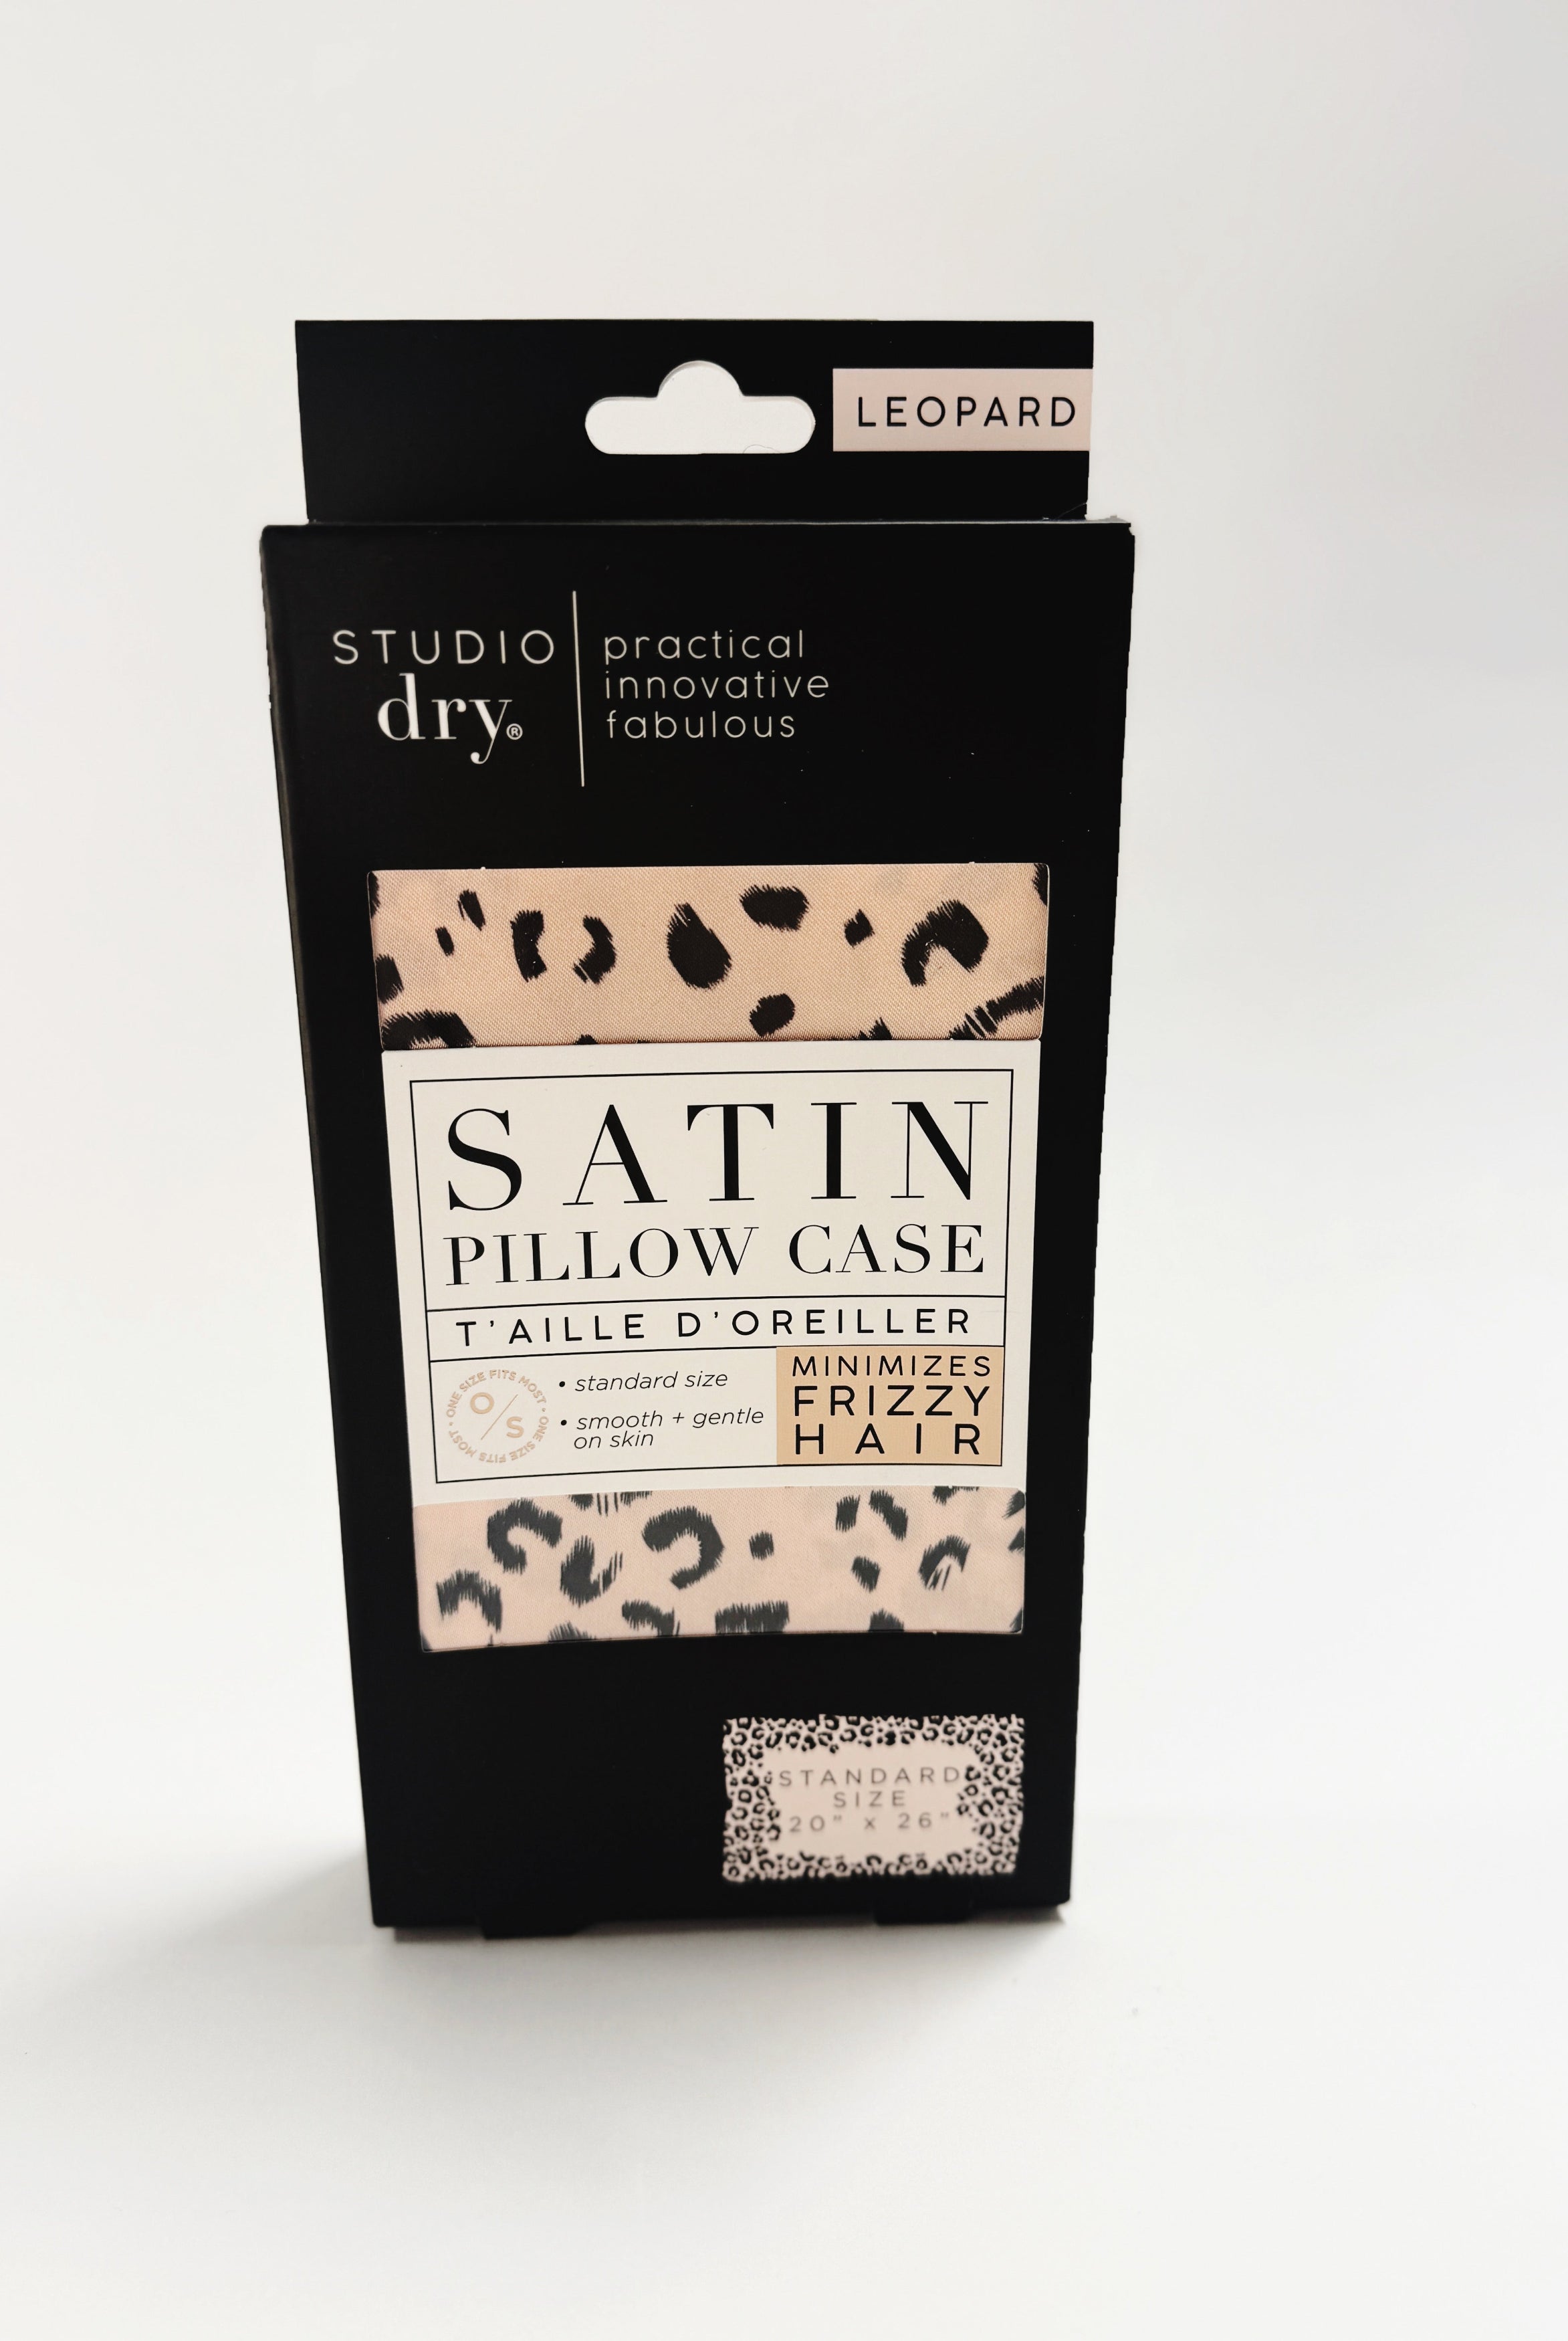 LEOPARD
STUDIO
dry®
practical
innovative
fabulous
SATIN
PILLOW CASE
T'AILLE D'OREILLER
• ONE SIZE FITS MOST • ONE SIZE FITS MOST
O/S
• standard size
• smooth + gentle
on skin
MINIMIZES
FRIZZY
HAIR
STANDARD
SIZE
20" x 26"